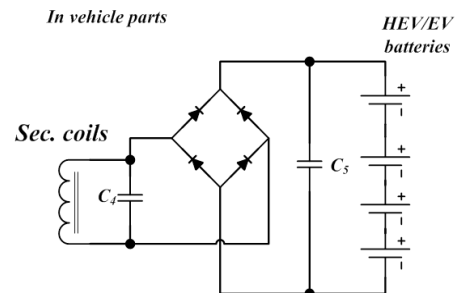 In vehicle parts
HEV/EV
batteries
Sec. coils
C4
C5
+
-
+
-
+
-
+
-